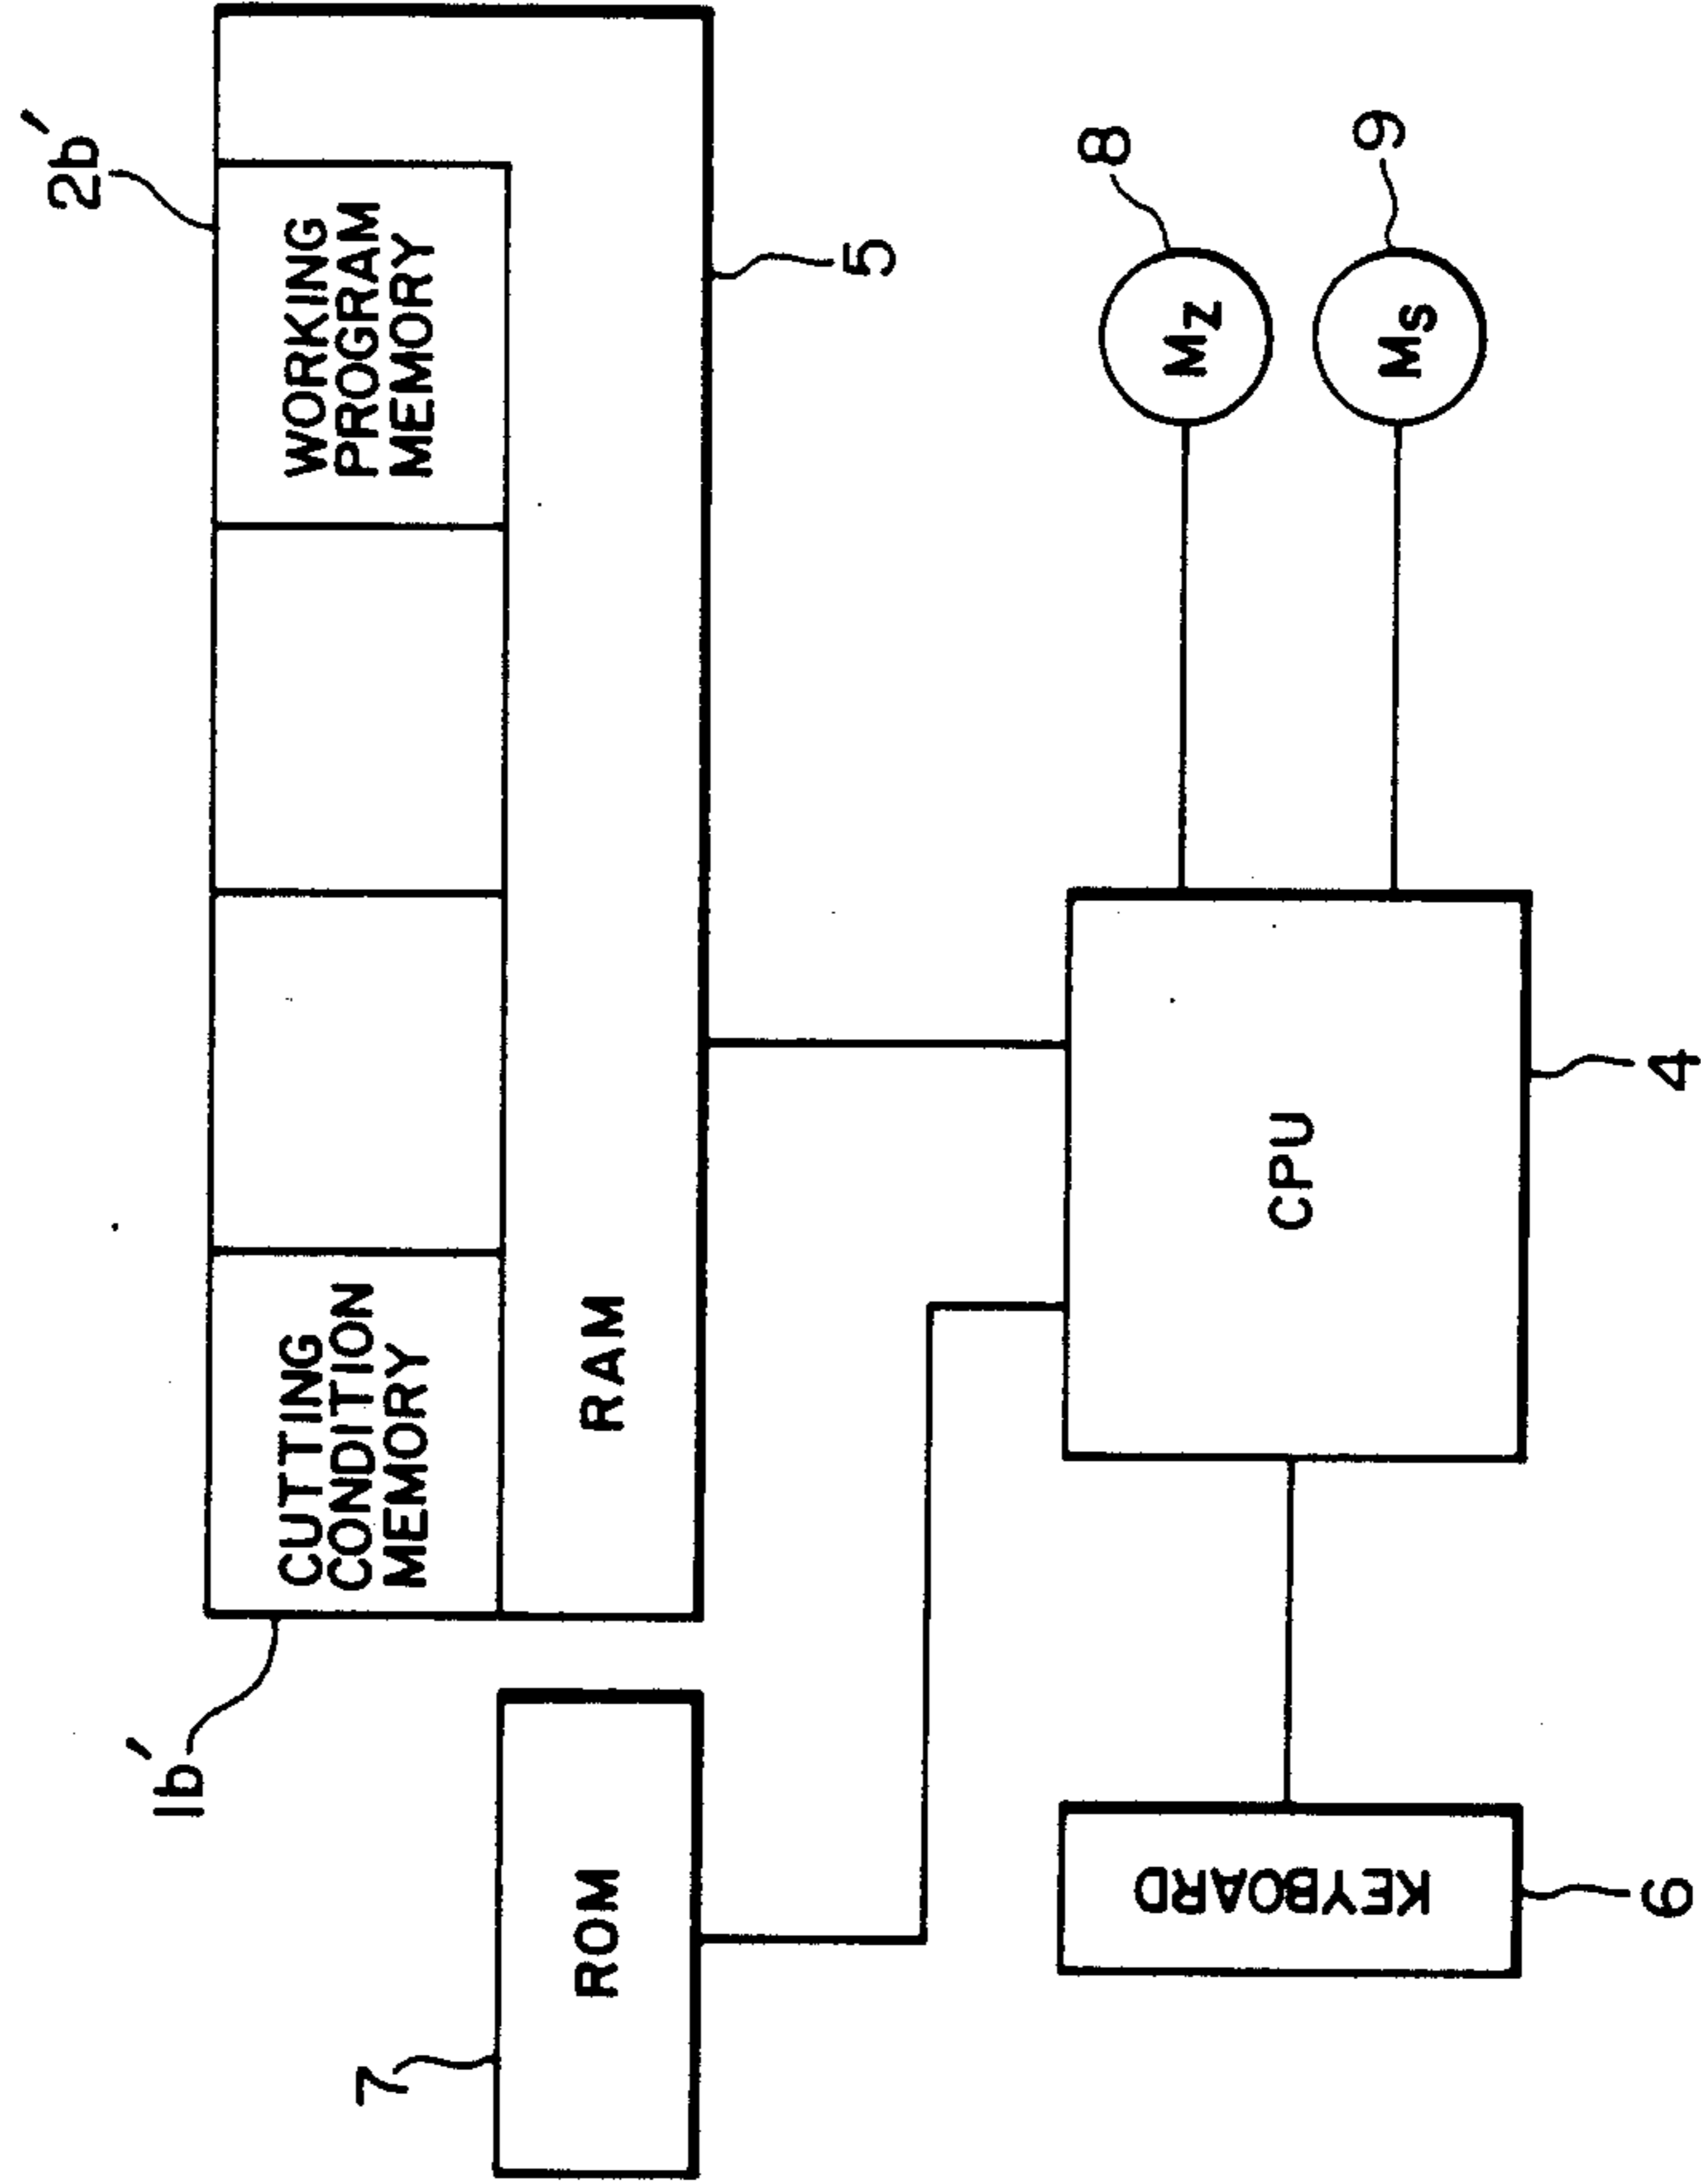 2b'
1b'
CUTTING
CONDITION
MEMORY
WORKING
PROGRAM
MEMORY
7
ROM
RAM
5
8
KEYBOARD
CPU
Mz
9
Ms
6
4